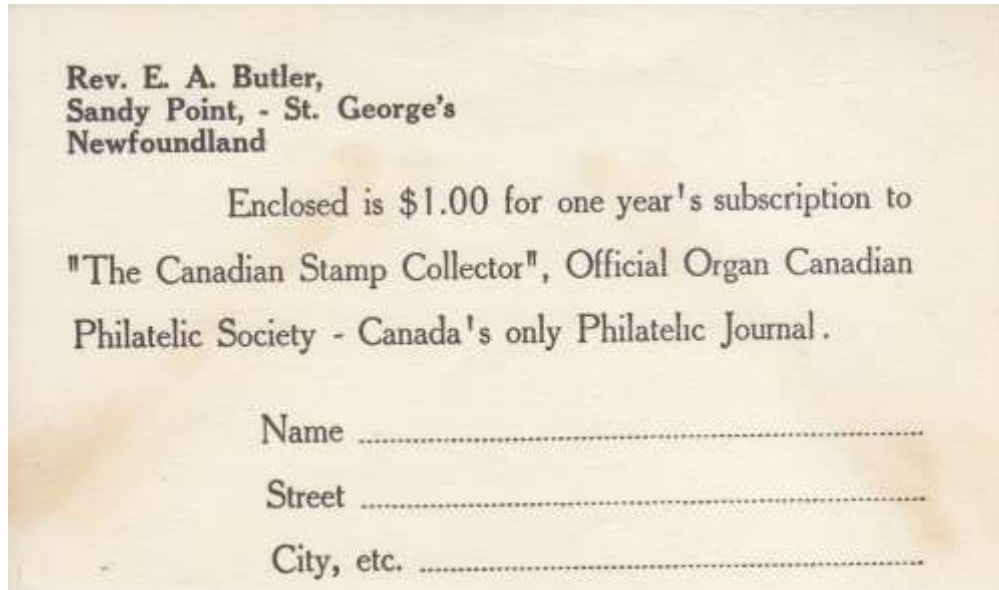 Rev. E. A. Butler,
Sandy Point, - St. George's
Newfoundland
Enclosed is $1.00 for one year's subscription to
"The Canadian Stamp Collector", Official Organ Canadian
Philatelic Society - Canada's only Philatelic Journal.
Name
Street
City, etc.